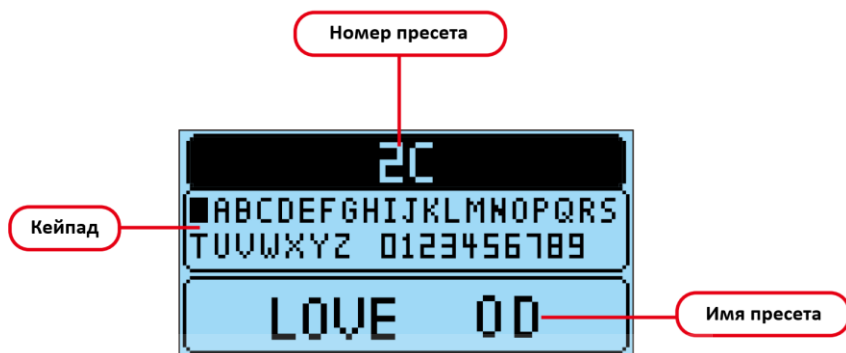 Номер пресета
2C
ABCDEFGHIJKLMNOPQRS
Кейпад
TUVWXYZ 0123456789
LOVE OD
Имя пресета